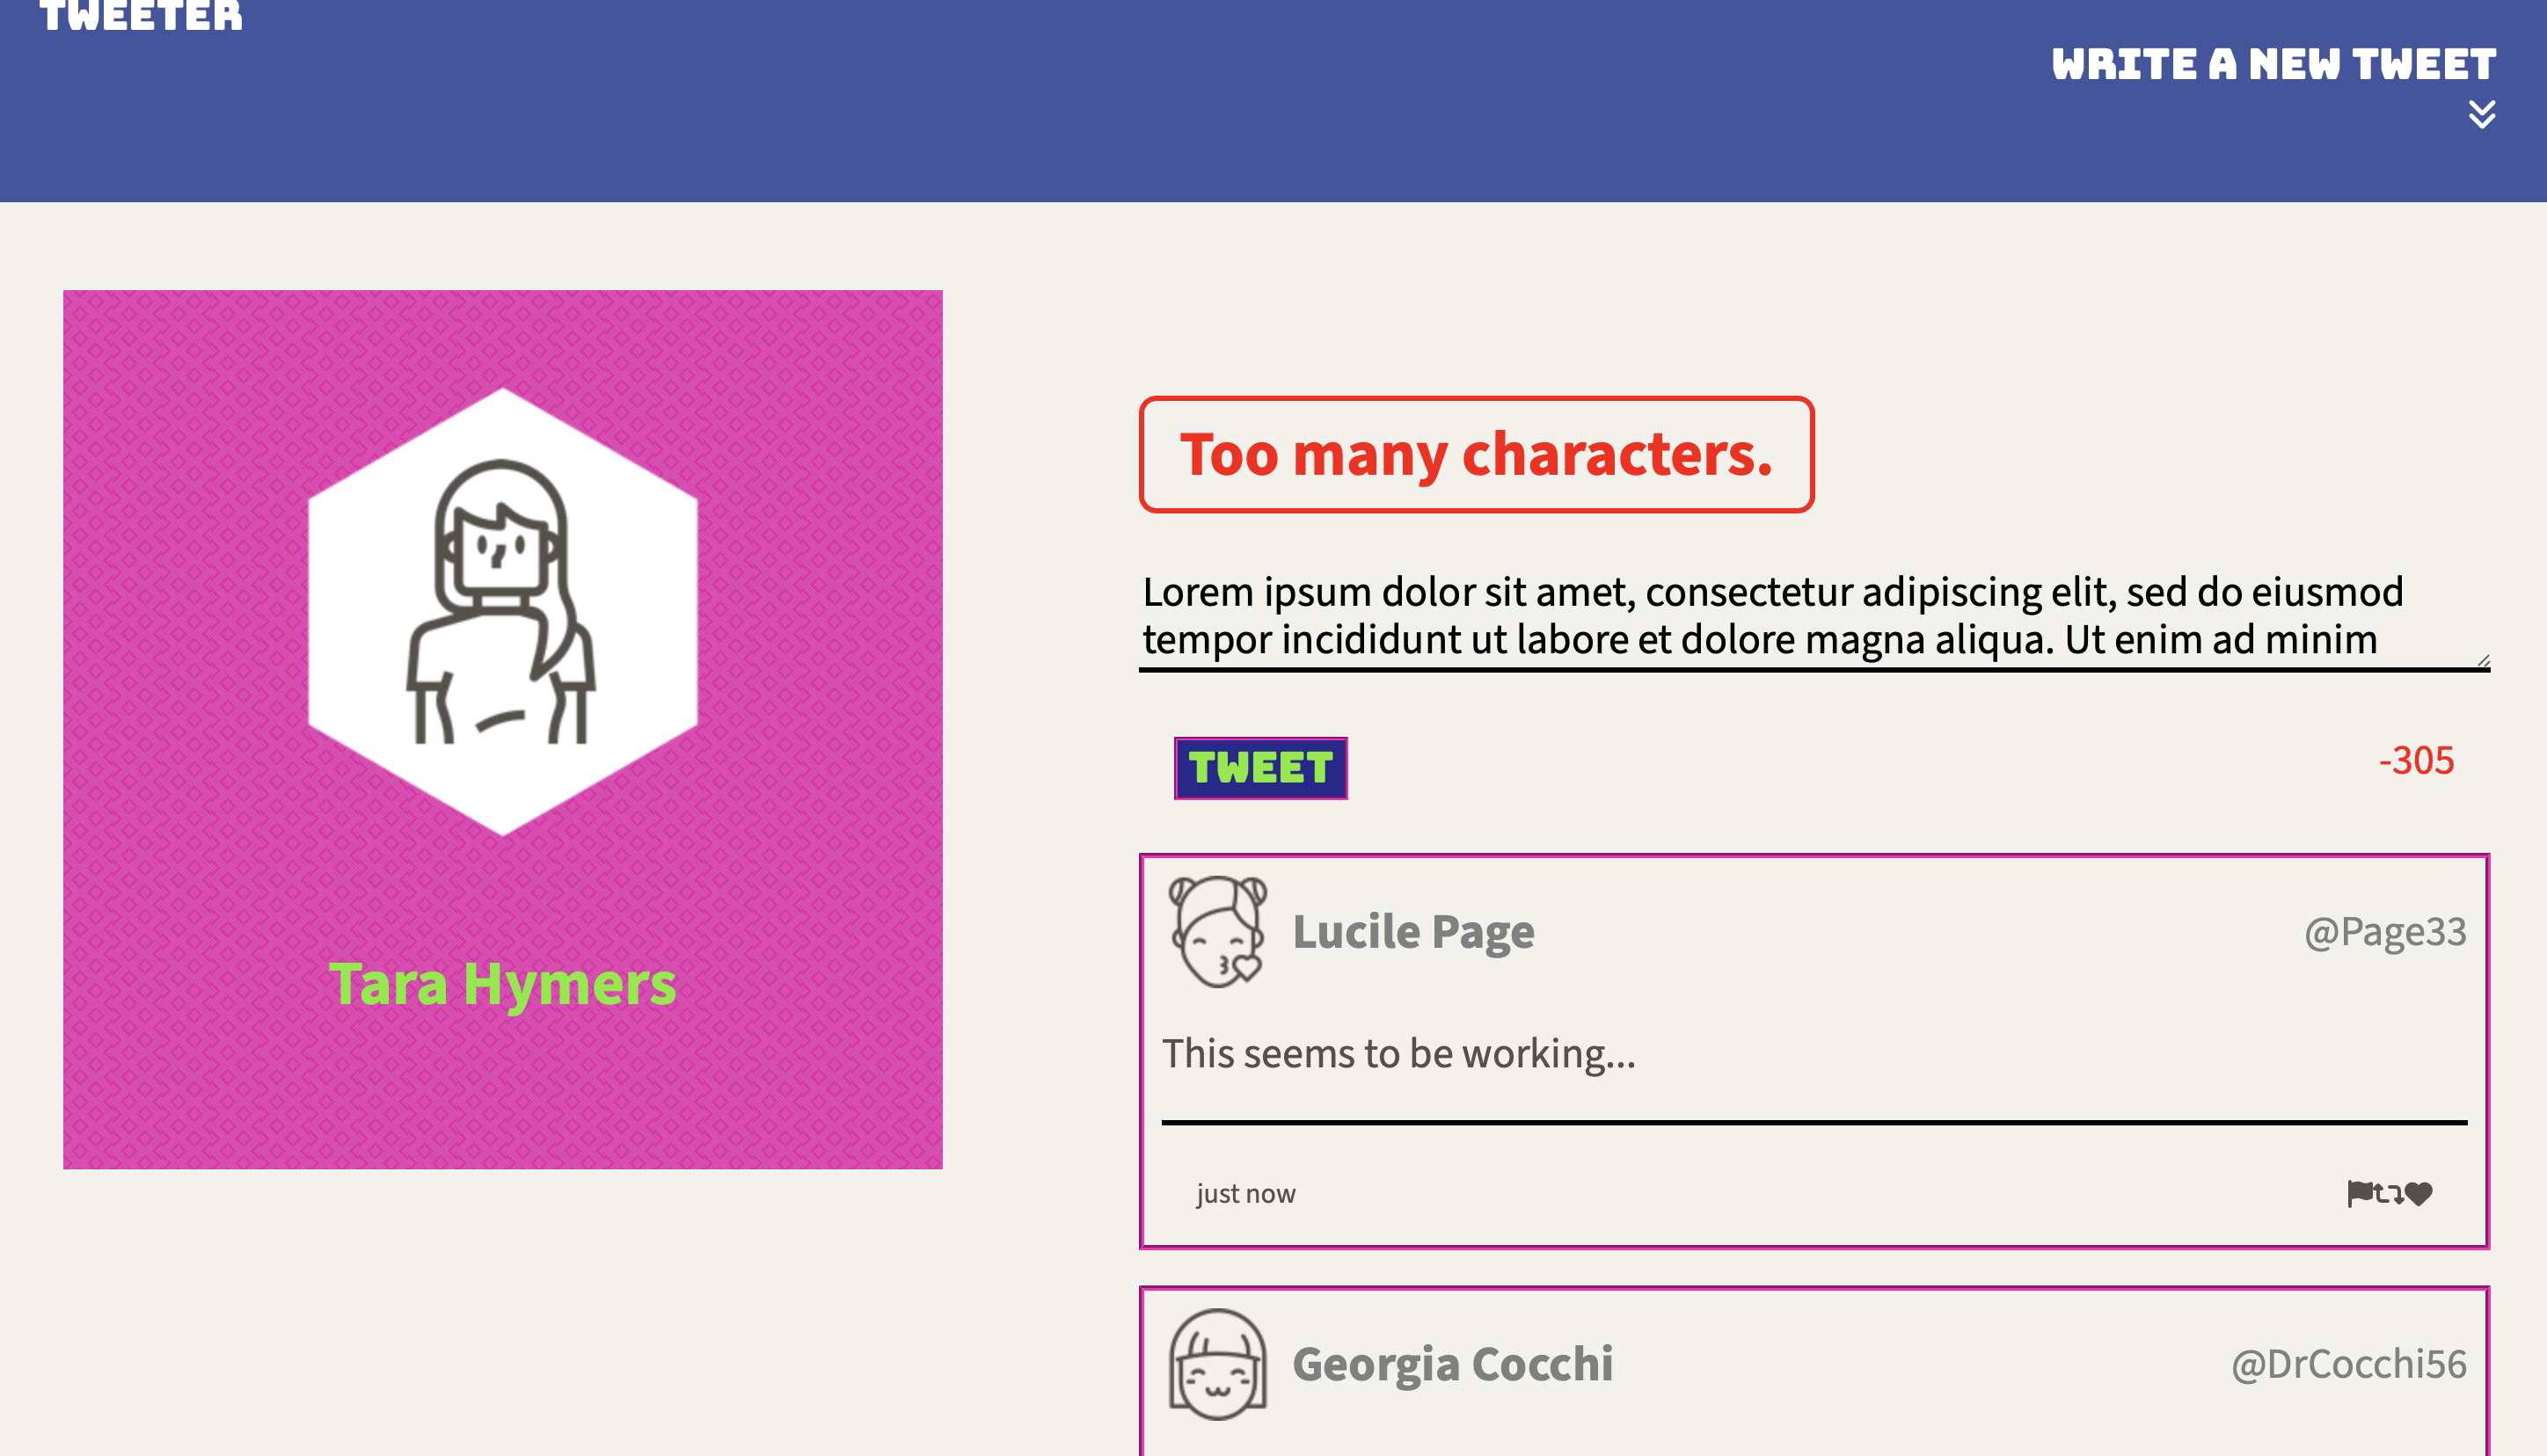 TWEETER
WRITE A NEW TWEET
Tara Hymers
Too many characters.
Lorem ipsum dolor sit amet, consectetur adipiscing elit, sed do eiusmod
tempor incididunt ut labore et dolore magna aliqua. Ut enim ad minim
TWEET
-305
Lucile Page
@Page33
This seems to be working...
just now
Georgia Cocchi
@DrCocchi56